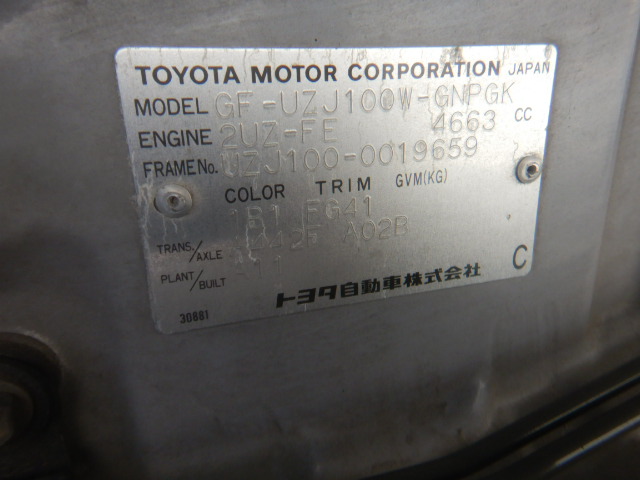 TOYOTA MOTOR CORPORATION JAPAN
MODEL GF-UZJ100W-GNPGK
ENGINE 2UZ-FE 4663 CC
FRAME No. UZJ100-0019659
COLOR TRIM GVM(KG)
1B1 FG41
TRANS./AXLE A02B
PLANT/BUILT
トヨタ自動車株式会社 C
30881